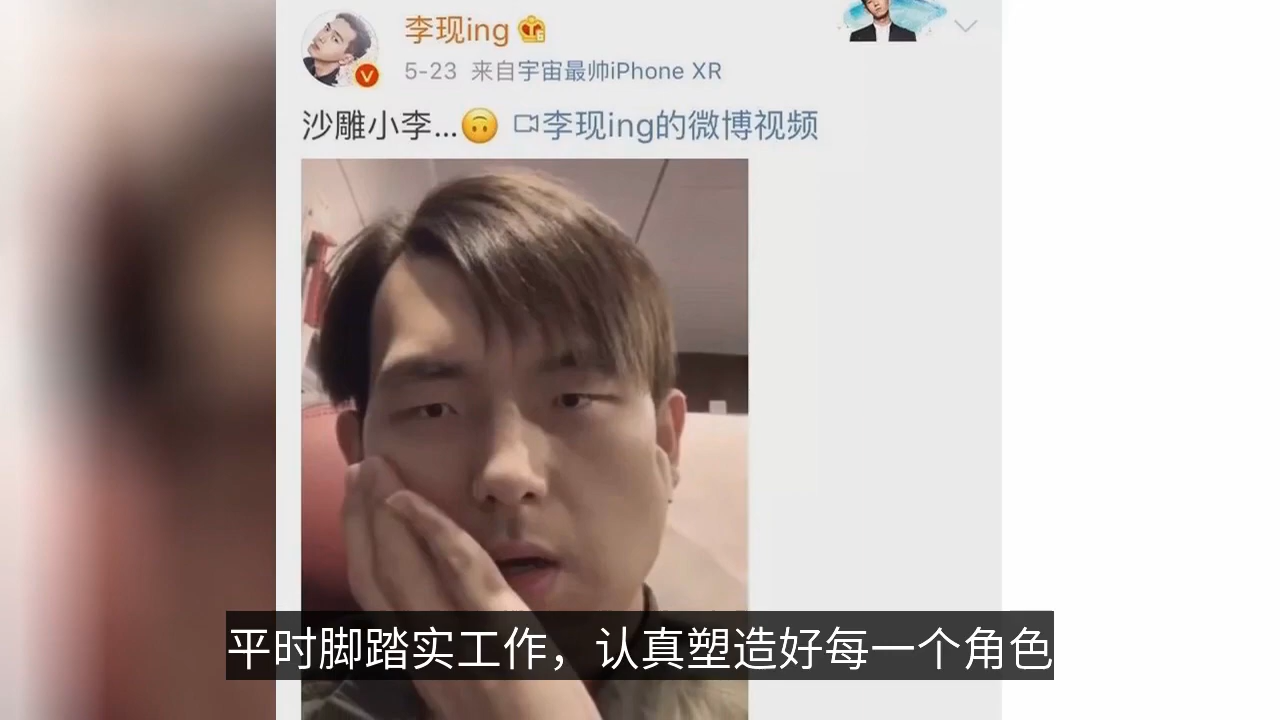 李现ing
5-23 来自宇宙最帅iPhone XR
沙雕小李... 李现ing的微博视频
平时脚踏实工作，认真塑造好每一个角色